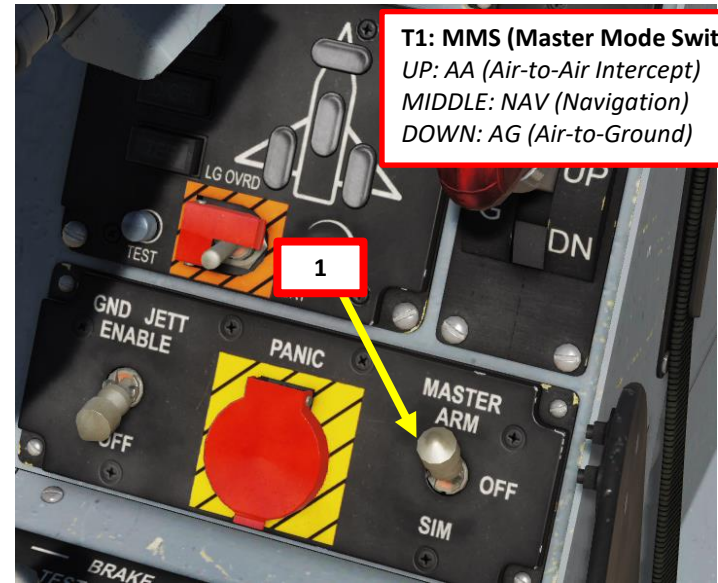 T1: MMS (Master Mode Swit
UP: AA (Air-to-Air Intercept)
MIDDLE: NAV (Navigation)
DOWN: AG (Air-to-Ground)
UP
G
DN
LG OVRD
TEST
1
GND JETT
ENABLE
OFF
PANIC
MASTER
ARM
OFF
SIM
BRAKE
TEST